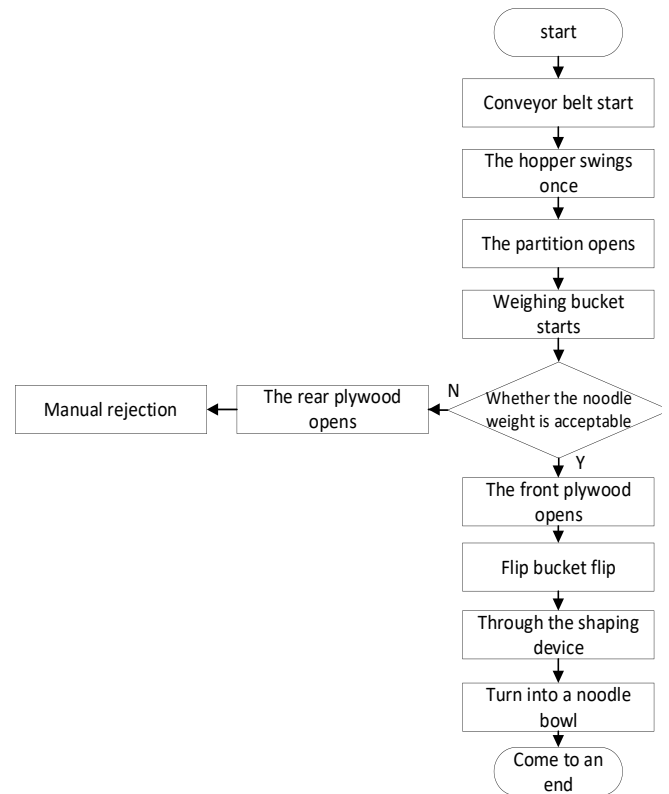 start
Conveyor belt start
The hopper swings
once
The partition opens
Weighing bucket
starts
Whether the noodle
weight is acceptable
N
The rear plywood
opens
Manual rejection
Y
The front plywood
opens
Flip bucket flip
Through the shaping
device
Turn into a noodle
bowl
Come to an
end